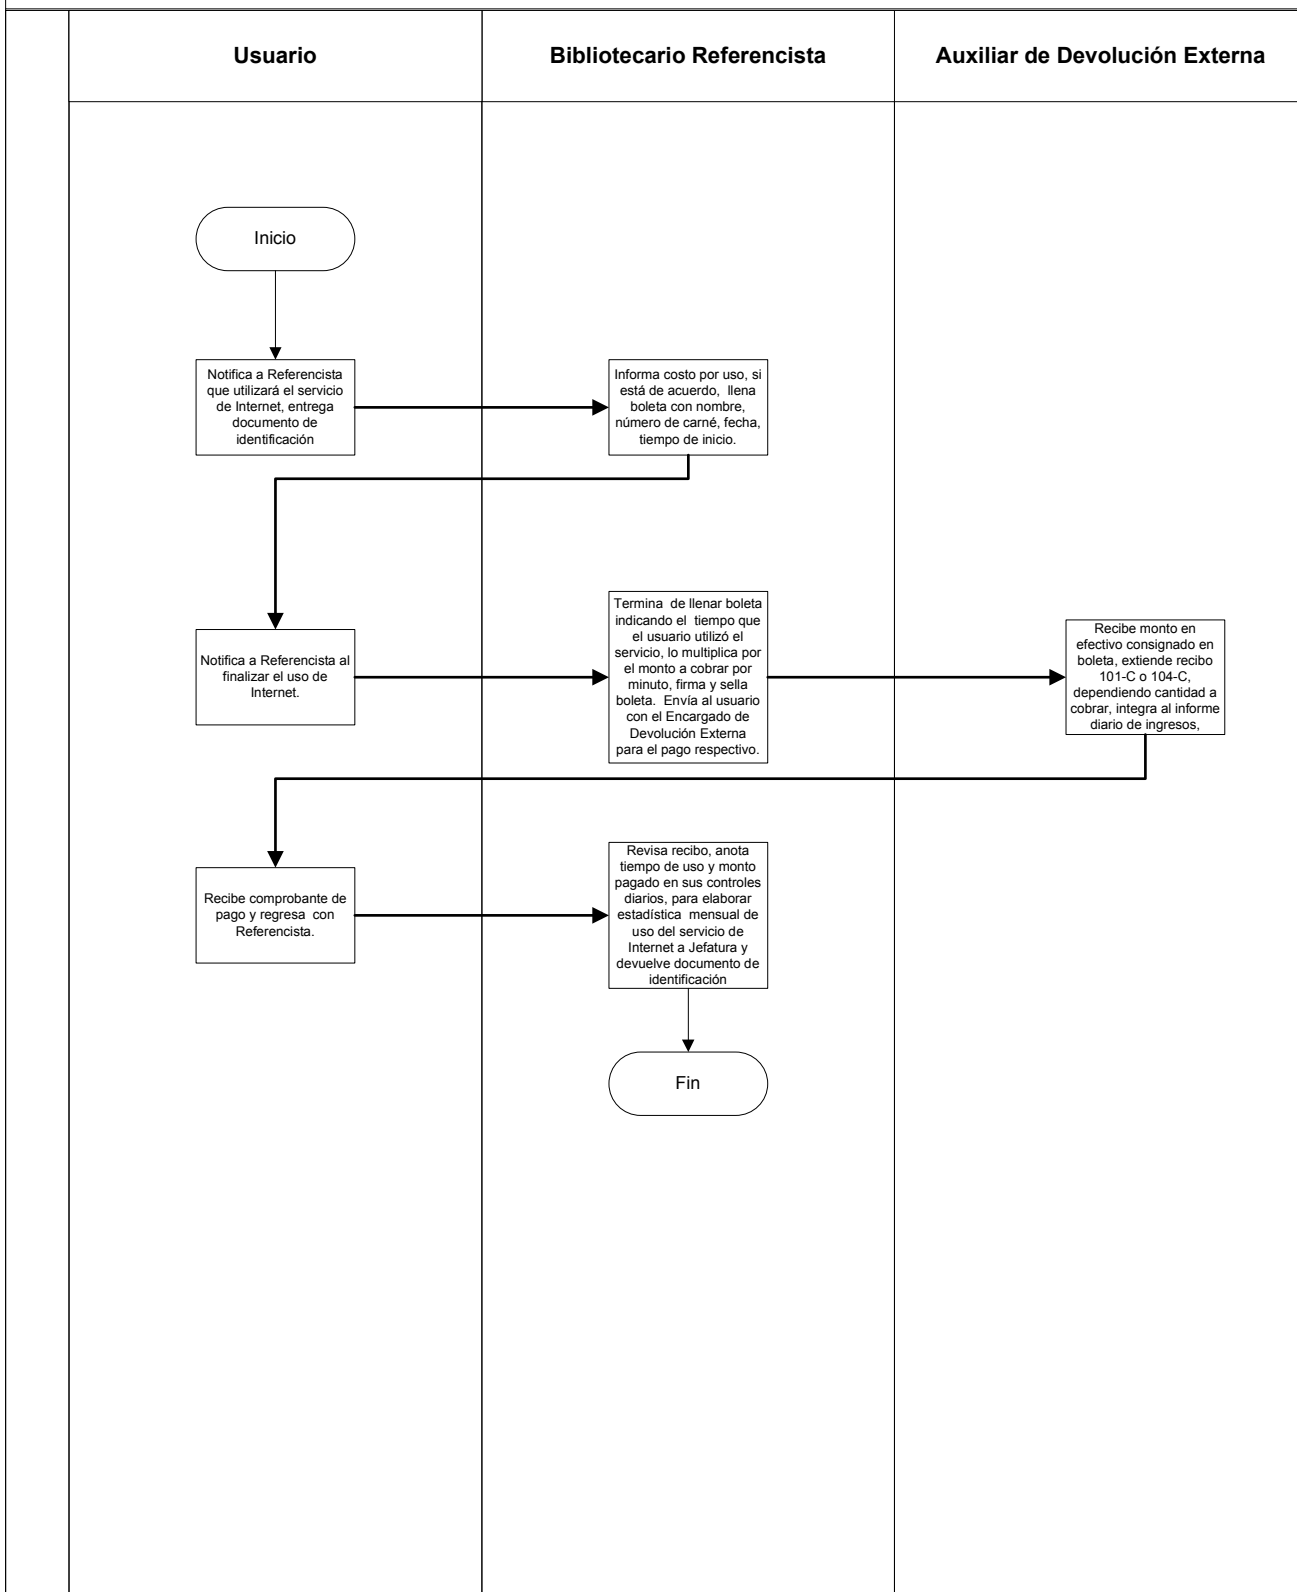 Usuario
Bibliotecario Referencista
Auxiliar de Devolución Externa
Inicio
Notifica a Referencista
que utilizará el servicio
de Internet, entrega
documento de
identificación
Informa costo por uso, si
está de acuerdo, llena
boleta con nombre,
número de carné, fecha,
tiempo de inicio.
Notifica a Referencista al
finalizar el uso de
Internet.
Termina de llenar boleta
indicando el tiempo que
el usuario utilizó el
servicio, lo multiplica por
el monto a cobrar por
minuto, firma y sella
boleta. Envía al usuario
con el Encargado de
Devolución Externa
para el pago respectivo.
Recibe monto en
efectivo consignado en
boleta, extiende recibo
101-C o 104-C,
dependiendo cantidad a
cobrar, integra al informe
diario de ingresos,
Recibe comprobante de
pago y regresa con
Referencista.
Revisa recibo, anota
tiempo de uso y monto
pagado en sus controles
diarios, para elaborar
estadística mensual de
uso del servicio de
Internet a Jefatura y
devuelve documento de
identificación
Fin